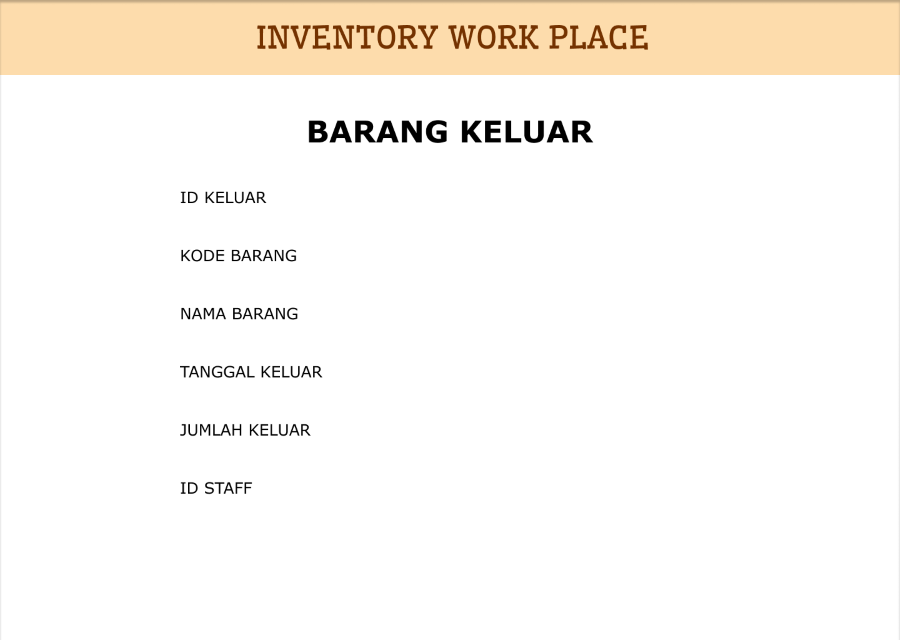 INVENTORY WORK PLACE
BARANG KELUAR
ID KELUAR
KODE BARANG
NAMA BARANG
TANGGAL KELUAR
JUMLAH KELUAR
ID STAFF